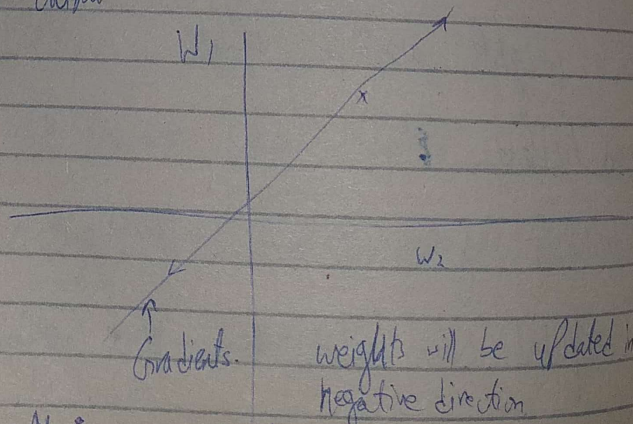 W1
x
W2
Gradients.
weights will be updated in
negative direction